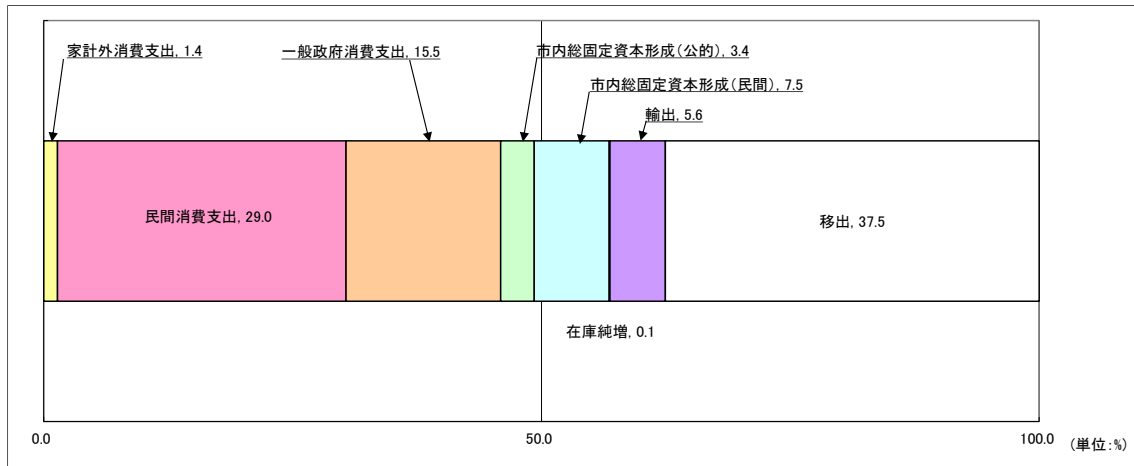 家計外消費支出, 1.4
一般政府消費支出, 15.5
市内総固定資本形成(公的), 3.4
市内総固定資本形成(民間), 7.5
輸出, 5.6
民間消費支出, 29.0
移出, 37.5
在庫純増, 0.1
0.0 50.0 100.0
(単位:%)